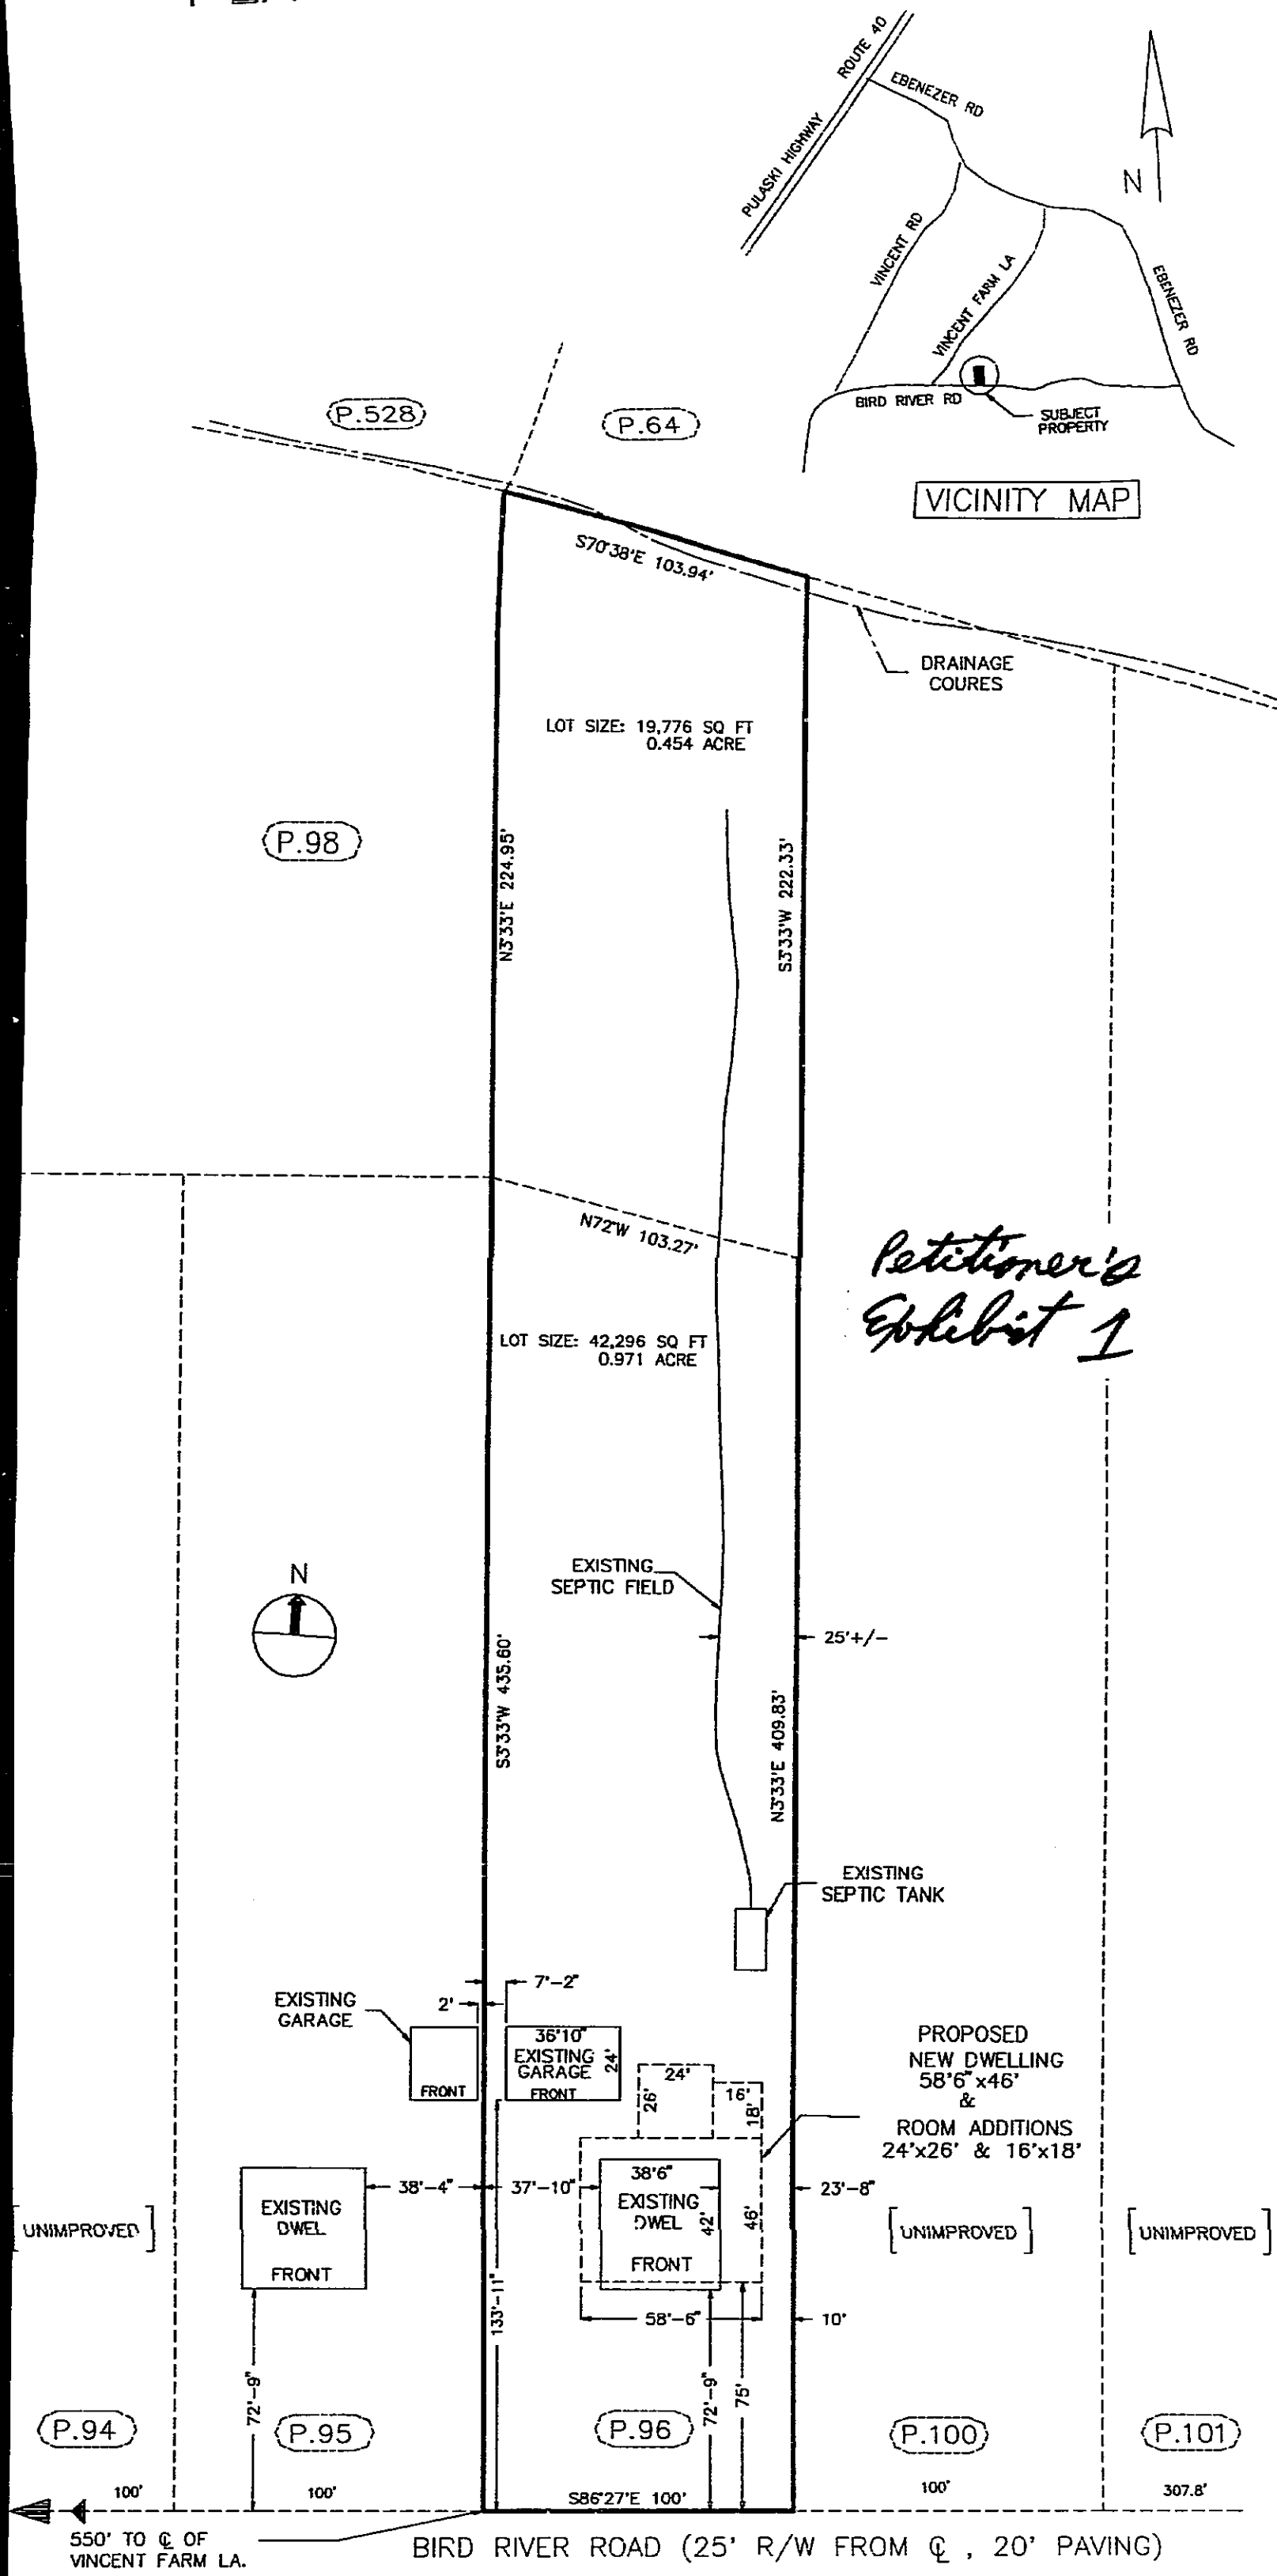 ROUTE 40
PULASKI HIGHWAY
EBENEZER RD
N
VINCENT RD
VINCENT FARM LA
EBENEZER RD
BIRD RIVER RD
SUBJECT
PROPERTY
VICINITY MAP
P.528
P.64
S70°38'E 103.94'
DRAINAGE
COURES
LOT SIZE: 19,776 SQ FT
0.454 ACRE
P.98
N3°33'E 224.95'
S3°33'W 222.33'
N72°W 103.27'
Petitioner's
Exhibit 1
LOT SIZE: 42,296 SQ FT
0.971 ACRE
EXISTING
SEPTIC FIELD
N
25'+/-
S3°33'W 435.60'
N3°33'E 409.83'
EXISTING
SEPTIC TANK
7'-2"
2'
EXISTING
GARAGE
FRONT
36'10"
EXISTING
GARAGE
24'
FRONT
24'
26'
16'
18'
PROPOSED
NEW DWELLING
58'6"x46'
&
ROOM ADDITIONS
24'x26' & 16'x18'
38'-4"
37'-10"
38'6"
23'-8"
EXISTING
DWEL
FRONT
EXISTING
DWEL
42'
FRONT
46'
[UNIMPROVED]
[UNIMPROVED]
[UNIMPROVED]
58'-6"
10'
133'-11"
72'-9"
72'-9"
75'
P.94
P.95
P.96
P.100
P.101
100'
100'
S86°27'E 100'
100'
307.8'
550' TO ℄ OF
VINCENT FARM LA.
BIRD RIVER ROAD (25' R/W FROM ℄ , 20' PAVING)